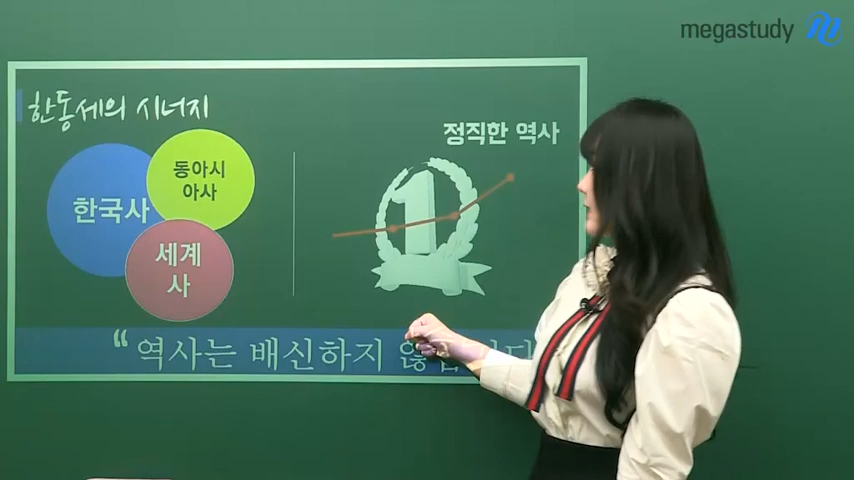 megastudy
한동세의 시너지
정직한 역사
한국사
동아시
아사
세계
사
1
“역사는 배신하지